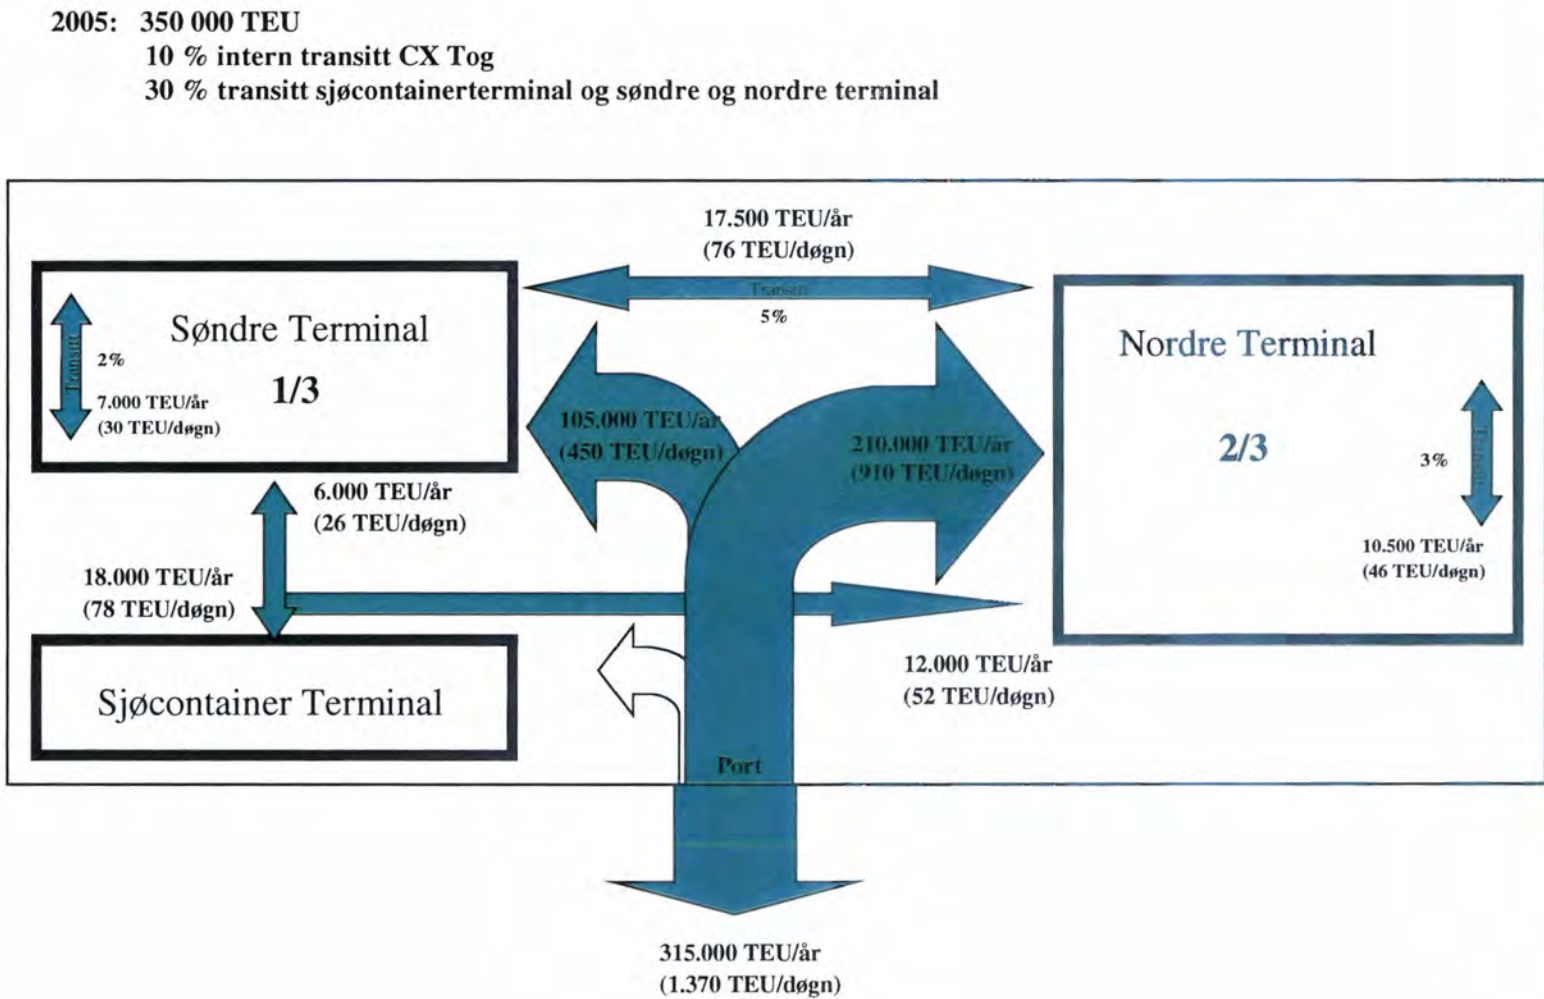 2005: 350 000 TEU
10 % intern transitt CX Tog
30 % transitt sjøcontainerterminal og søndre og nordre terminal
17.500 TEU/år
(76 TEU/døgn)
Transitt
5%
Søndre Terminal
1/3
Transitt
2%
7.000 TEU/år
(30 TEU/døgn)
Nordre Terminal
2/3
3%
Transitt
10.500 TEU/år
(46 TEU/døgn)
105.000 TEU/år
(450 TEU/døgn)
210.000 TEU/år
(910 TEU/døgn)
6.000 TEU/år
(26 TEU/døgn)
18.000 TEU/år
(78 TEU/døgn)
12.000 TEU/år
(52 TEU/døgn)
Sjøcontainer Terminal
Port
315.000 TEU/år
(1.370 TEU/døgn)